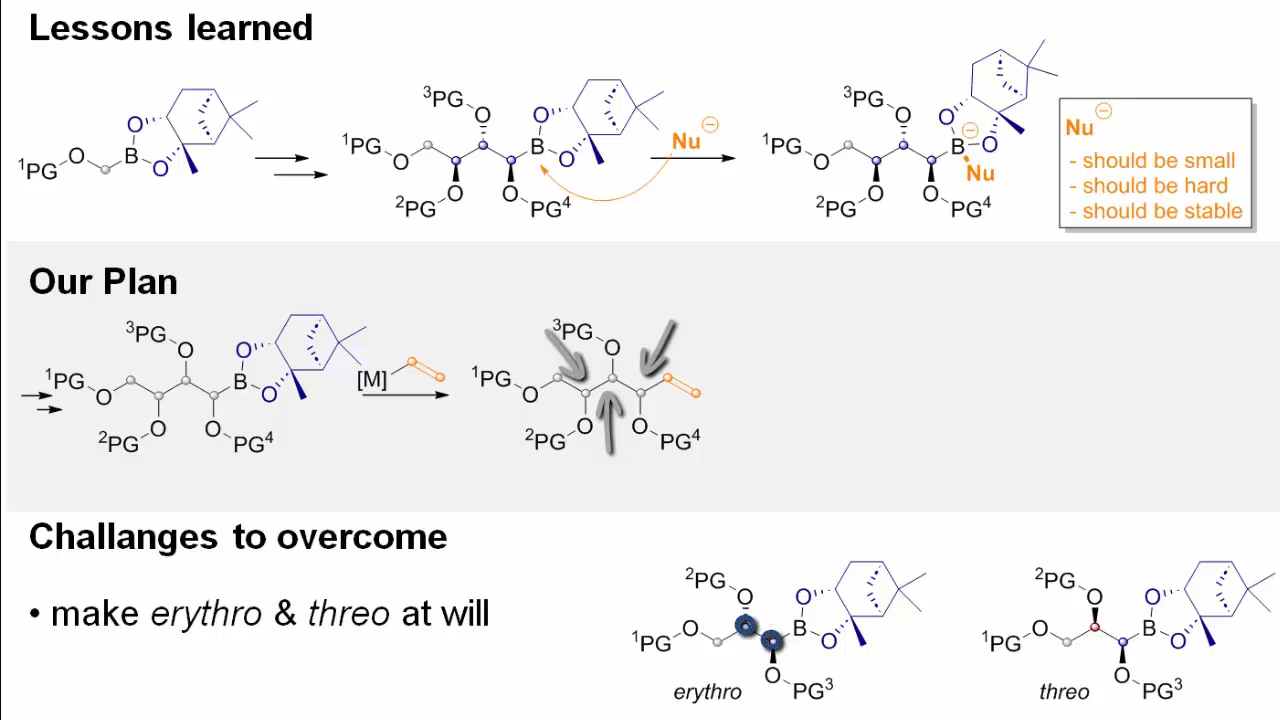 Lessons learned
¹PG O B O O
¹PG O ³PG O ²PG O O PG⁴ B O O
Nu ⊖
¹PG O ³PG O ²PG O O PG⁴ B ⊖ O O Nu
Nu ⊖
- should be small
- should be hard
- should be stable
Our Plan
¹PG O ³PG O ²PG O O PG⁴ B O O
[M]
¹PG O ³PG O ²PG O O PG⁴
Challanges to overcome
• make erythro & threo at will
¹PG O ²PG O O PG³ B O O
erythro
¹PG O ²PG O O PG³ B O O
threo